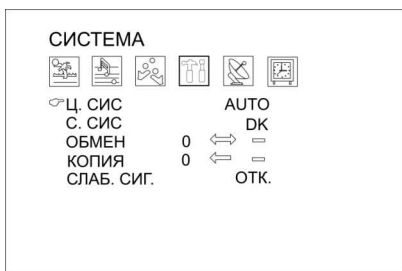 СИСТЕМА
Ц. СИС AUTO
С. СИС DK
ОБМЕН 0 ⇔ —
КОПИЯ 0 ⇐ —
СЛАБ. СИГ. ОТК.